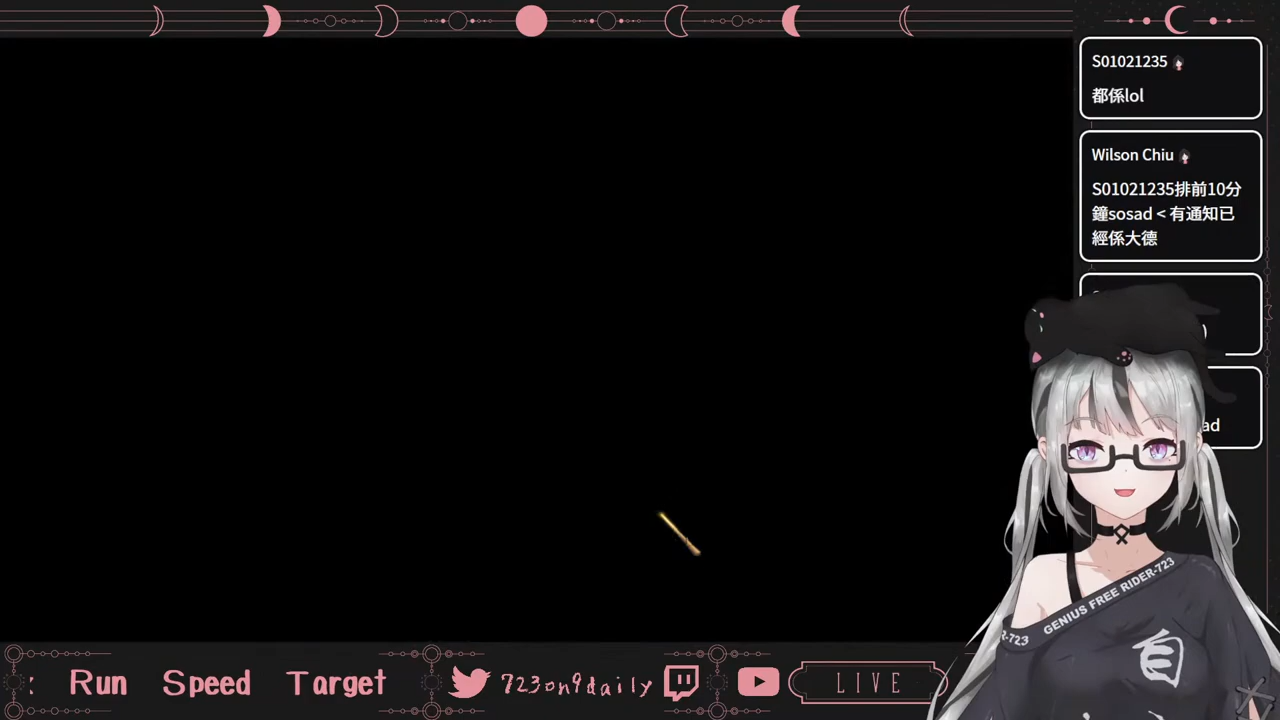 S01021235
都係lol
Wilson Chiu
S01021235排前10分
鐘sosad < 有通知已
經係大德
ad
GENIUS FREE RIDER-723
R-723
自
: Run Speed Target
723on9daily
LIVE